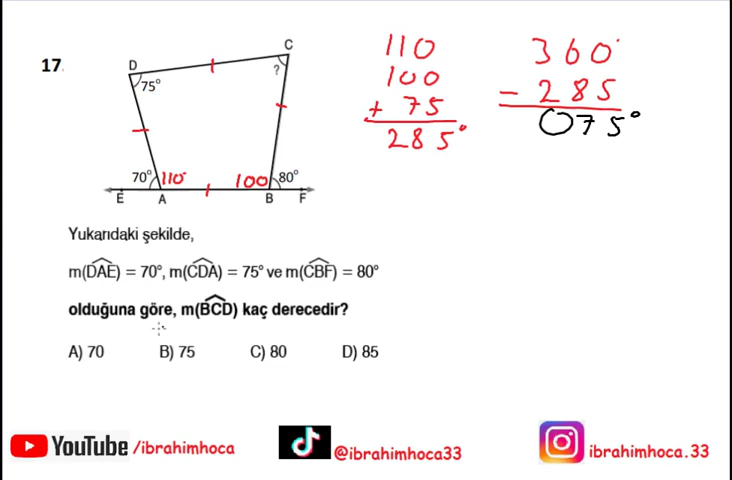 17.
D
C
?
75°
70°
110°
100
80°
E
A
B
F
110
100
+ 75
285°
360
- 285
075°
Yukarıdaki şekilde,
m(DAE) = 70°, m(CDA) = 75° ve m(CBF) = 80°
olduğuna göre, m(BCD) kaç derecedir?
A) 70 B) 75 C) 80 D) 85
YouTube /ibrahimhoca
@ibrahimhoca33
ibrahimhoca.33